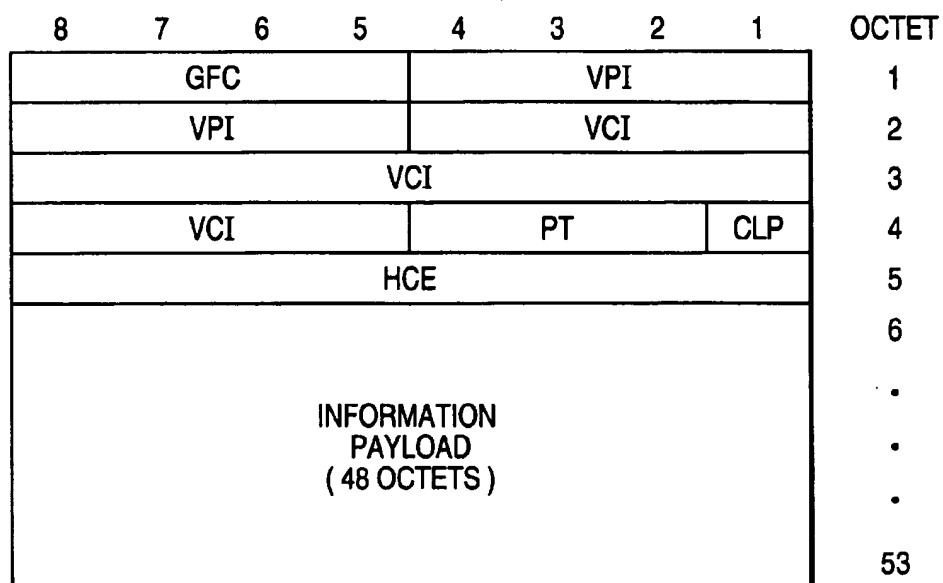 8 7 6 5 4 3 2 1 OCTET
GFC VPI 1
VPI VCI 2
VCI 3
VCI PT CLP 4
HCE 5
6
INFORMATION
PAYLOAD
( 48 OCTETS )
53